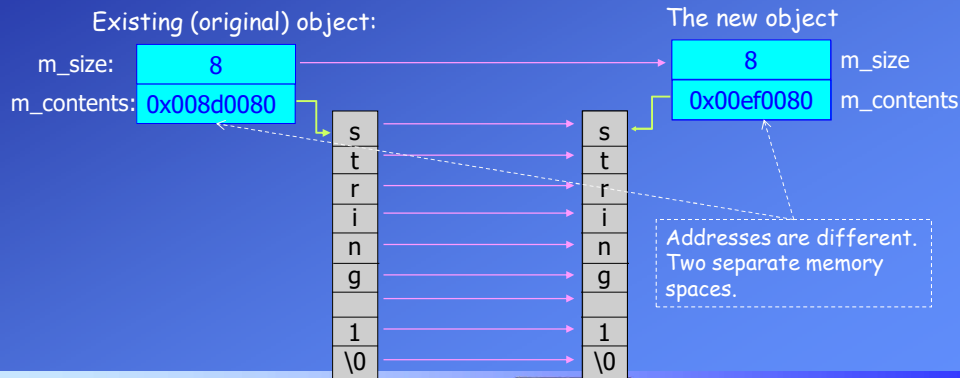 Existing (original) object:
The new object
m_size:
8
8
m_size
m_contents:
0x008d0080
0x00ef0080
m_contents
s
s
t
t
r
r
i
i
n
n
g
g
1
1
\0
\0
Addresses are different.
Two separate memory
spaces.